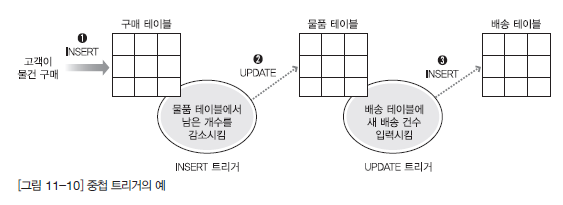 구매 테이블
물품 테이블
배송 테이블
고객이
물건 구매
❶
INSERT
❷
UPDATE
❸
INSERT
물품 테이블에서
남은 개수를
감소시킴
배송 테이블에
새 배송 건수
입력시킴
INSERT 트리거
UPDATE 트리거
[그림 11-10] 중첩 트리거의 예